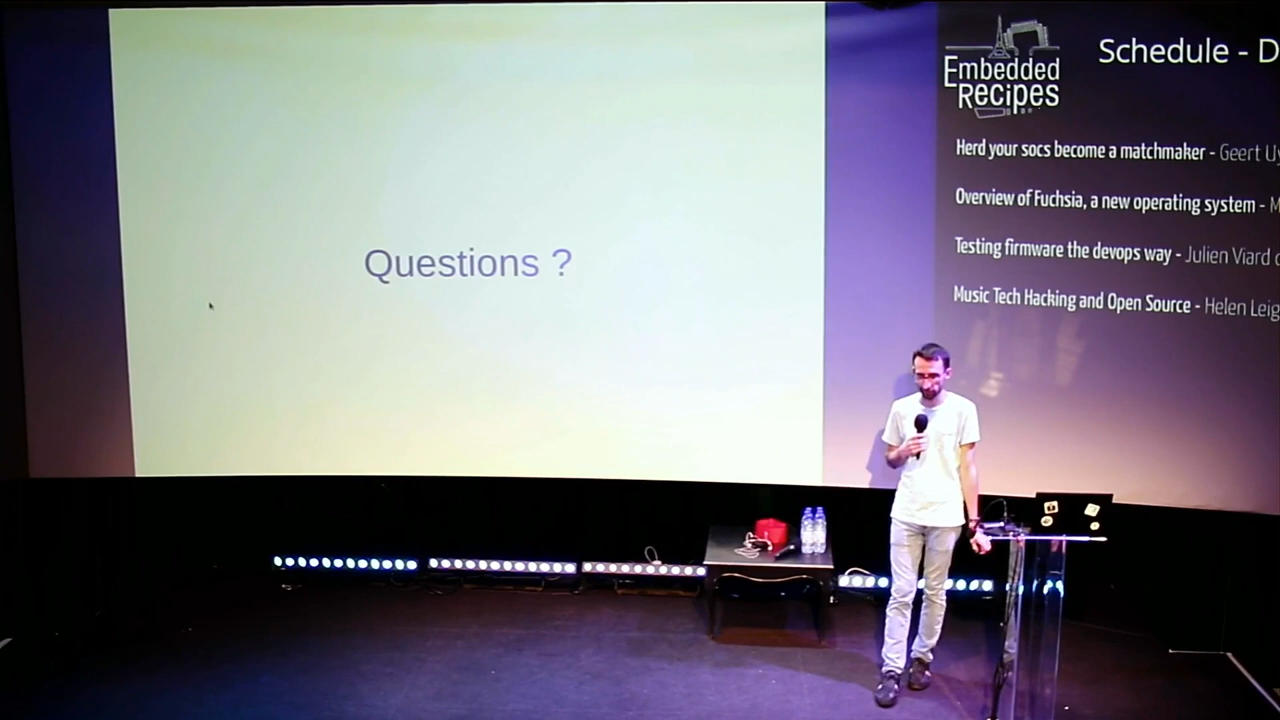 Questions ?
Embedded
Recipes
Schedule - D
Herd your socs become a matchmaker - Geert Uy
Overview of Fuchsia, a new operating system - M
Testing firmware the devops way - Julien Viard d
Music Tech Hacking and Open Source - Helen Leig